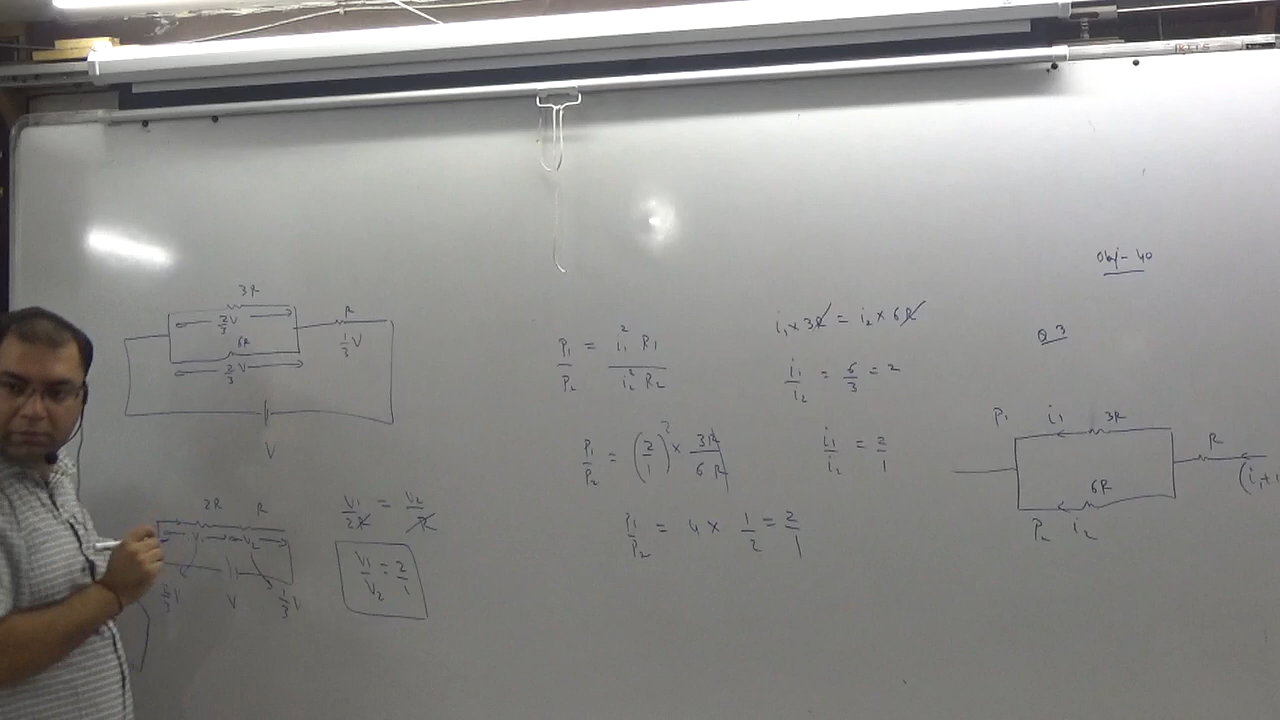 3R
2/3 V
R
6R
1/3 V
2/3 V
V
2R R
V1 V2
V
1/3 V
V1/2R = V2/R
V1/V2 = 2/1
P1/P2 = i1² R1 / i2² R2
P1/P2 = (2/1)² × 3R/6R
P1/P2 = 4 × 1/2 = 2/1
i1 × 3R = i2 × 6R
i1/i2 = 6/3 = 2
i1/i2 = 2/1
Obj - 40
Q 3
P1 i1 3R
R
6R
(i1+
P2 i2